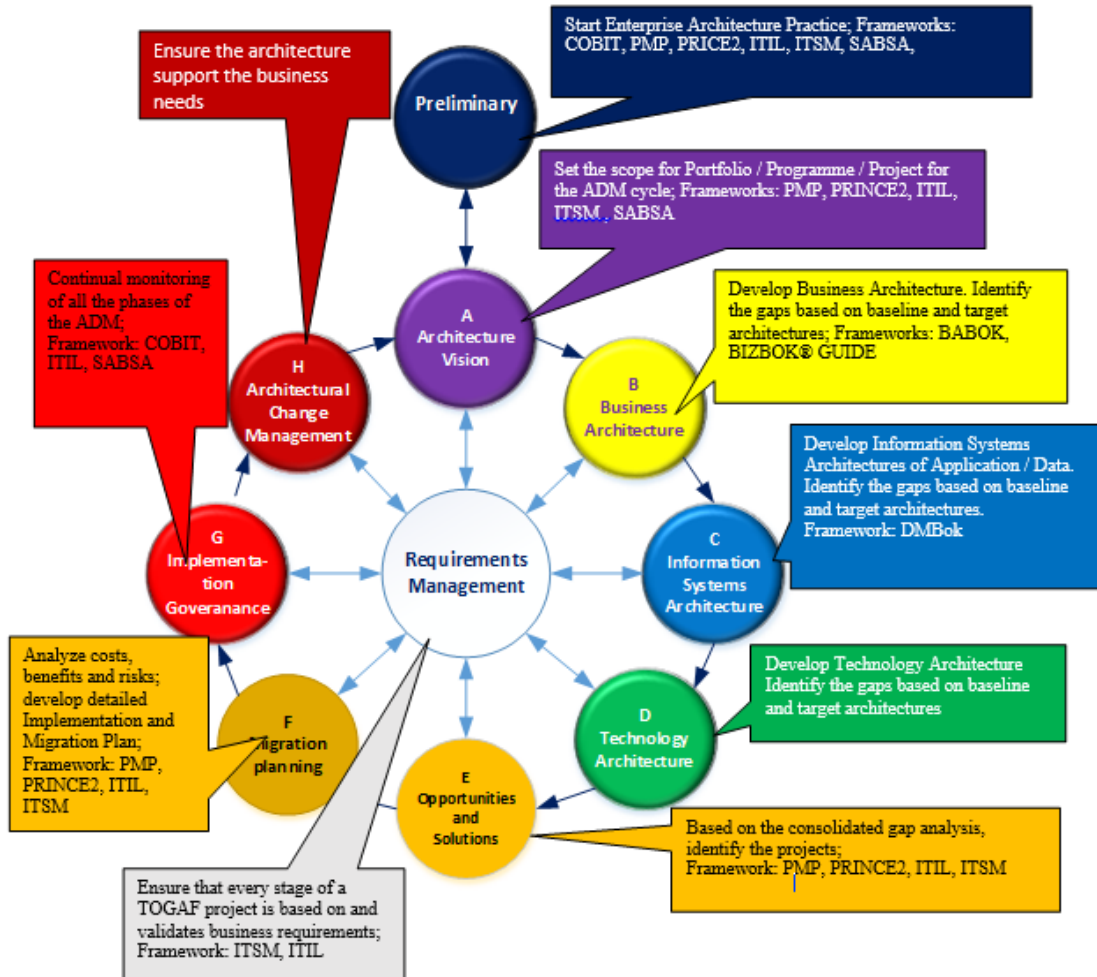 Start Enterprise Architecture Practice; Frameworks:
COBIT, PMP, PRICE2, ITIL, ITSM, SABSA,
Ensure the architecture
support the business
needs
Preliminary
Set the scope for Portfolio / Programme / Project for
the ADM cycle; Frameworks: PMP, PRINCE2, ITIL,
ITSM,, SABSA
Continual monitoring
of all the phases of
the ADM;
Framework: COBIT,
ITIL, SABSA
A
Architecture
Vision
Develop Business Architecture. Identify
the gaps based on baseline and target
architectures; Frameworks: BABOK,
BIZBOK® GUIDE
H
Architectural
Change
Management
B
Business
Architecture
Develop Information Systems
Architectures of Application / Data.
Identify the gaps based on baseline
and target architectures.
Framework: DMBok
G
Implementa-
tion
Goveranance
Requirements
Management
C
Information
Systems
Architecture
Analyze costs,
benefits and risks;
develop detailed
Implementation and
Migration Plan;
Framework: PMP,
PRINCE2, ITIL,
ITSM
F
Migration
planning
Develop Technology Architecture
Identify the gaps based on baseline
and target architectures
D
Technology
Architecture
E
Opportunities
and
Solutions
Based on the consolidated gap analysis,
identify the projects;
Framework: PMP, PRINCE2, ITIL, ITSM
Ensure that every stage of a
TOGAF project is based on and
validates business requirements;
Framework: ITSM, ITIL